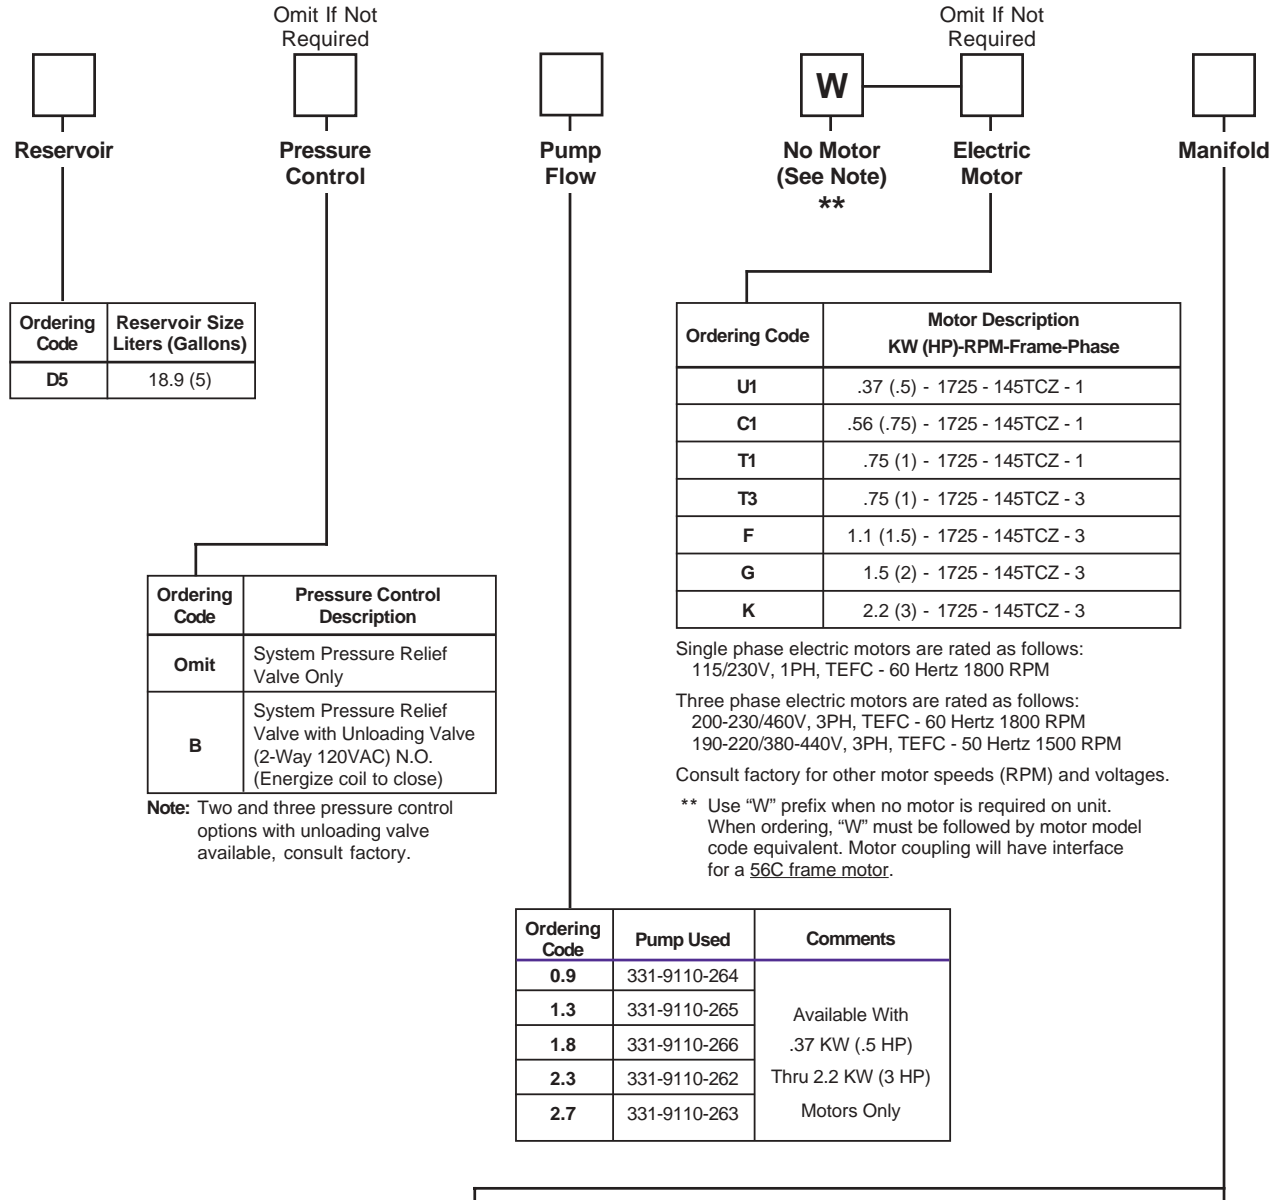 Omit If Not
Required
Omit If Not
Required
W
Reservoir
Pressure
Control
Pump
Flow
No Motor
(See Note)
**
Electric
Motor
Manifold
Ordering Code | Reservoir Size Liters (Gallons)
D5 | 18.9 (5)
Ordering Code | Motor Description KW (HP)-RPM-Frame-Phase
U1 | .37 (.5) - 1725 - 145TCZ - 1
C1 | .56 (.75) - 1725 - 145TCZ - 1
T1 | .75 (1) - 1725 - 145TCZ - 1
T3 | .75 (1) - 1725 - 145TCZ - 3
F | 1.1 (1.5) - 1725 - 145TCZ - 3
G | 1.5 (2) - 1725 - 145TCZ - 3
K | 2.2 (3) - 1725 - 145TCZ - 3
Single phase electric motors are rated as follows:
115/230V, 1PH, TEFC - 60 Hertz 1800 RPM
Three phase electric motors are rated as follows:
200-230/460V, 3PH, TEFC - 60 Hertz 1800 RPM
190-220/380-440V, 3PH, TEFC - 50 Hertz 1500 RPM
Consult factory for other motor speeds (RPM) and voltages.
** Use “W” prefix when no motor is required on unit.
When ordering, “W” must be followed by motor model
code equivalent. Motor coupling will have interface
for a 56C frame motor.
Ordering Code | Pressure Control Description
Omit | System Pressure Relief
Valve Only
B | System Pressure Relief
Valve with Unloading Valve
(2-Way 120VAC) N.O.
(Energize coil to close)
Note: Two and three pressure control
options with unloading valve
available, consult factory.
Ordering Code | Pump Used | Comments
0.9 | 331-9110-264
1.3 | 331-9110-265 | Available With
1.8 | 331-9110-266 | .37 KW (.5 HP)
2.3 | 331-9110-262 | Thru 2.2 KW (3 HP)
2.7 | 331-9110-263 | Motors Only